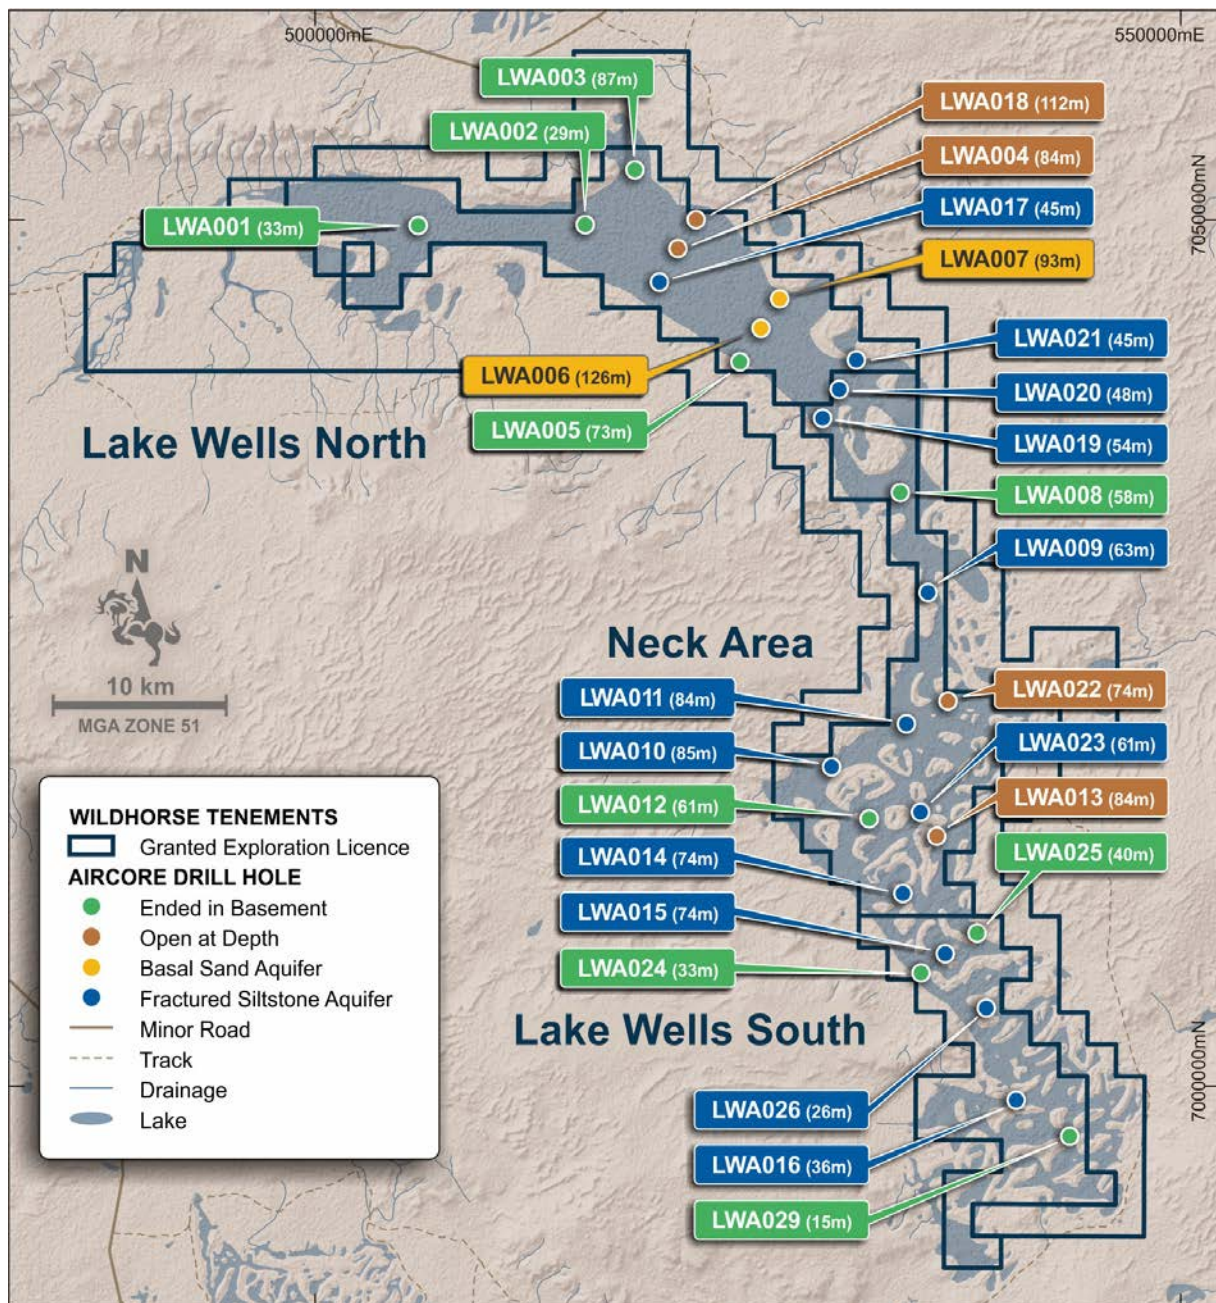 500000mE
550000mE
LWA003 (87m)
LWA018 (112m)
LWA002 (29m)
LWA004 (84m)
LWA001 (33m)
LWA017 (45m)
7050000mN
LWA007 (93m)
LWA021 (45m)
LWA006 (126m)
LWA020 (48m)
LWA005 (73m)
LWA019 (54m)
Lake Wells North
LWA008 (58m)
LWA009 (63m)
N
Neck Area
10 km
MGA ZONE 51
LWA011 (84m)
LWA022 (74m)
LWA010 (85m)
LWA023 (61m)
LWA012 (61m)
LWA013 (84m)
LWA014 (74m)
LWA025 (40m)
LWA015 (74m)
LWA024 (33m)
Lake Wells South
7000000mN
LWA026 (26m)
LWA016 (36m)
LWA029 (15m)
WILDHORSE TENEMENTS
Granted Exploration Licence
AIRCORE DRILL HOLE
Ended in Basement
Open at Depth
Basal Sand Aquifer
Fractured Siltstone Aquifer
Minor Road
Track
Drainage
Lake